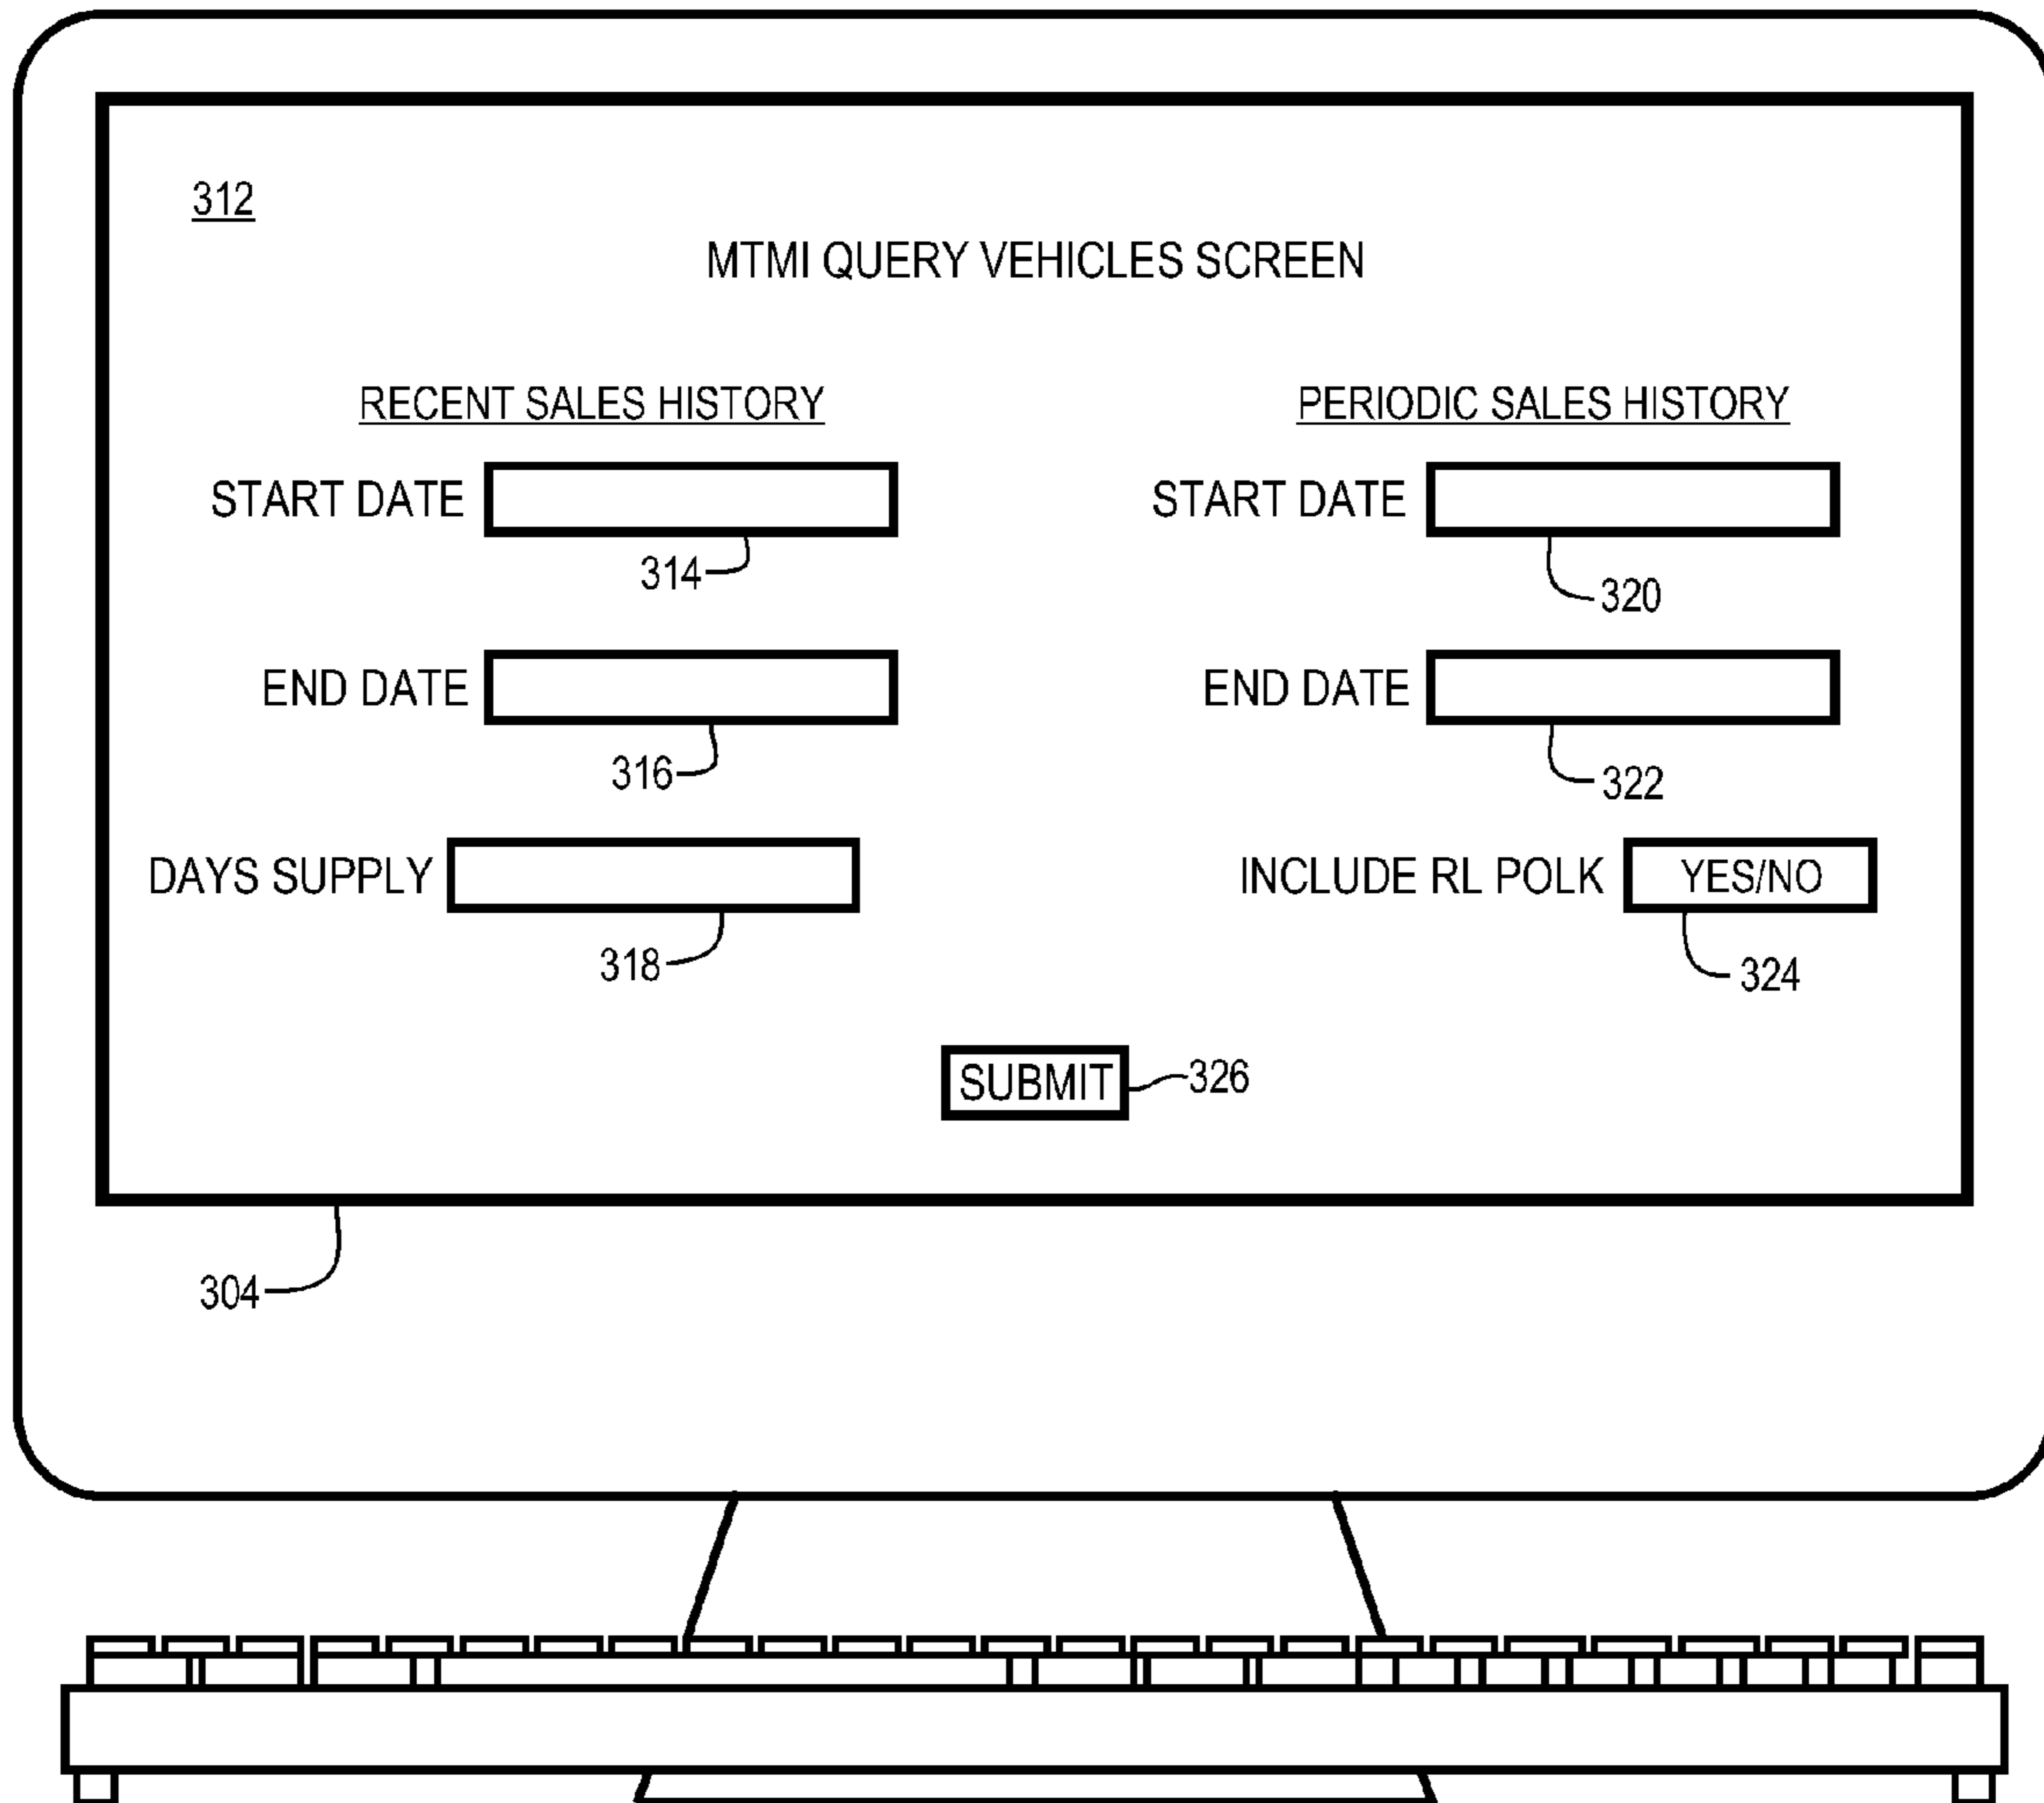 312
MTMI QUERY VEHICLES SCREEN
RECENT SALES HISTORY
START DATE
314
END DATE
316
DAYS SUPPLY
318
PERIODIC SALES HISTORY
START DATE
320
END DATE
322
INCLUDE RL POLK YES/NO
324
SUBMIT 326
304